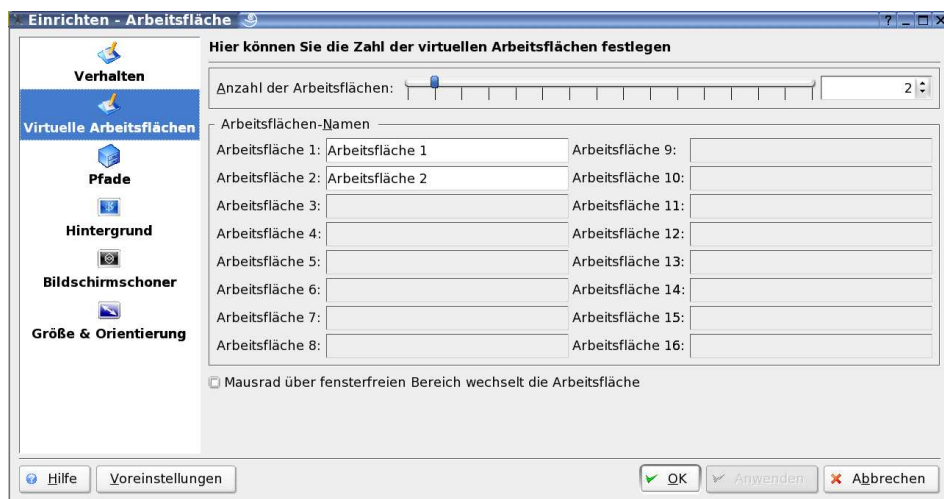 Einrichten - Arbeitsfläche
Verhalten
Virtuelle Arbeitsflächen
Pfade
Hintergrund
Bildschirmschoner
Größe & Orientierung
Hier können Sie die Zahl der virtuellen Arbeitsflächen festlegen
Anzahl der Arbeitsflächen: 2
Arbeitsflächen-Namen
Arbeitsfläche 1: Arbeitsfläche 1
Arbeitsfläche 2: Arbeitsfläche 2
Arbeitsfläche 3:
Arbeitsfläche 4:
Arbeitsfläche 5:
Arbeitsfläche 6:
Arbeitsfläche 7:
Arbeitsfläche 8:
Arbeitsfläche 9:
Arbeitsfläche 10:
Arbeitsfläche 11:
Arbeitsfläche 12:
Arbeitsfläche 13:
Arbeitsfläche 14:
Arbeitsfläche 15:
Arbeitsfläche 16:
Mausrad über fensterfreien Bereich wechselt die Arbeitsfläche
Hilfe Voreinstellungen OK Anwenden Abbrechen